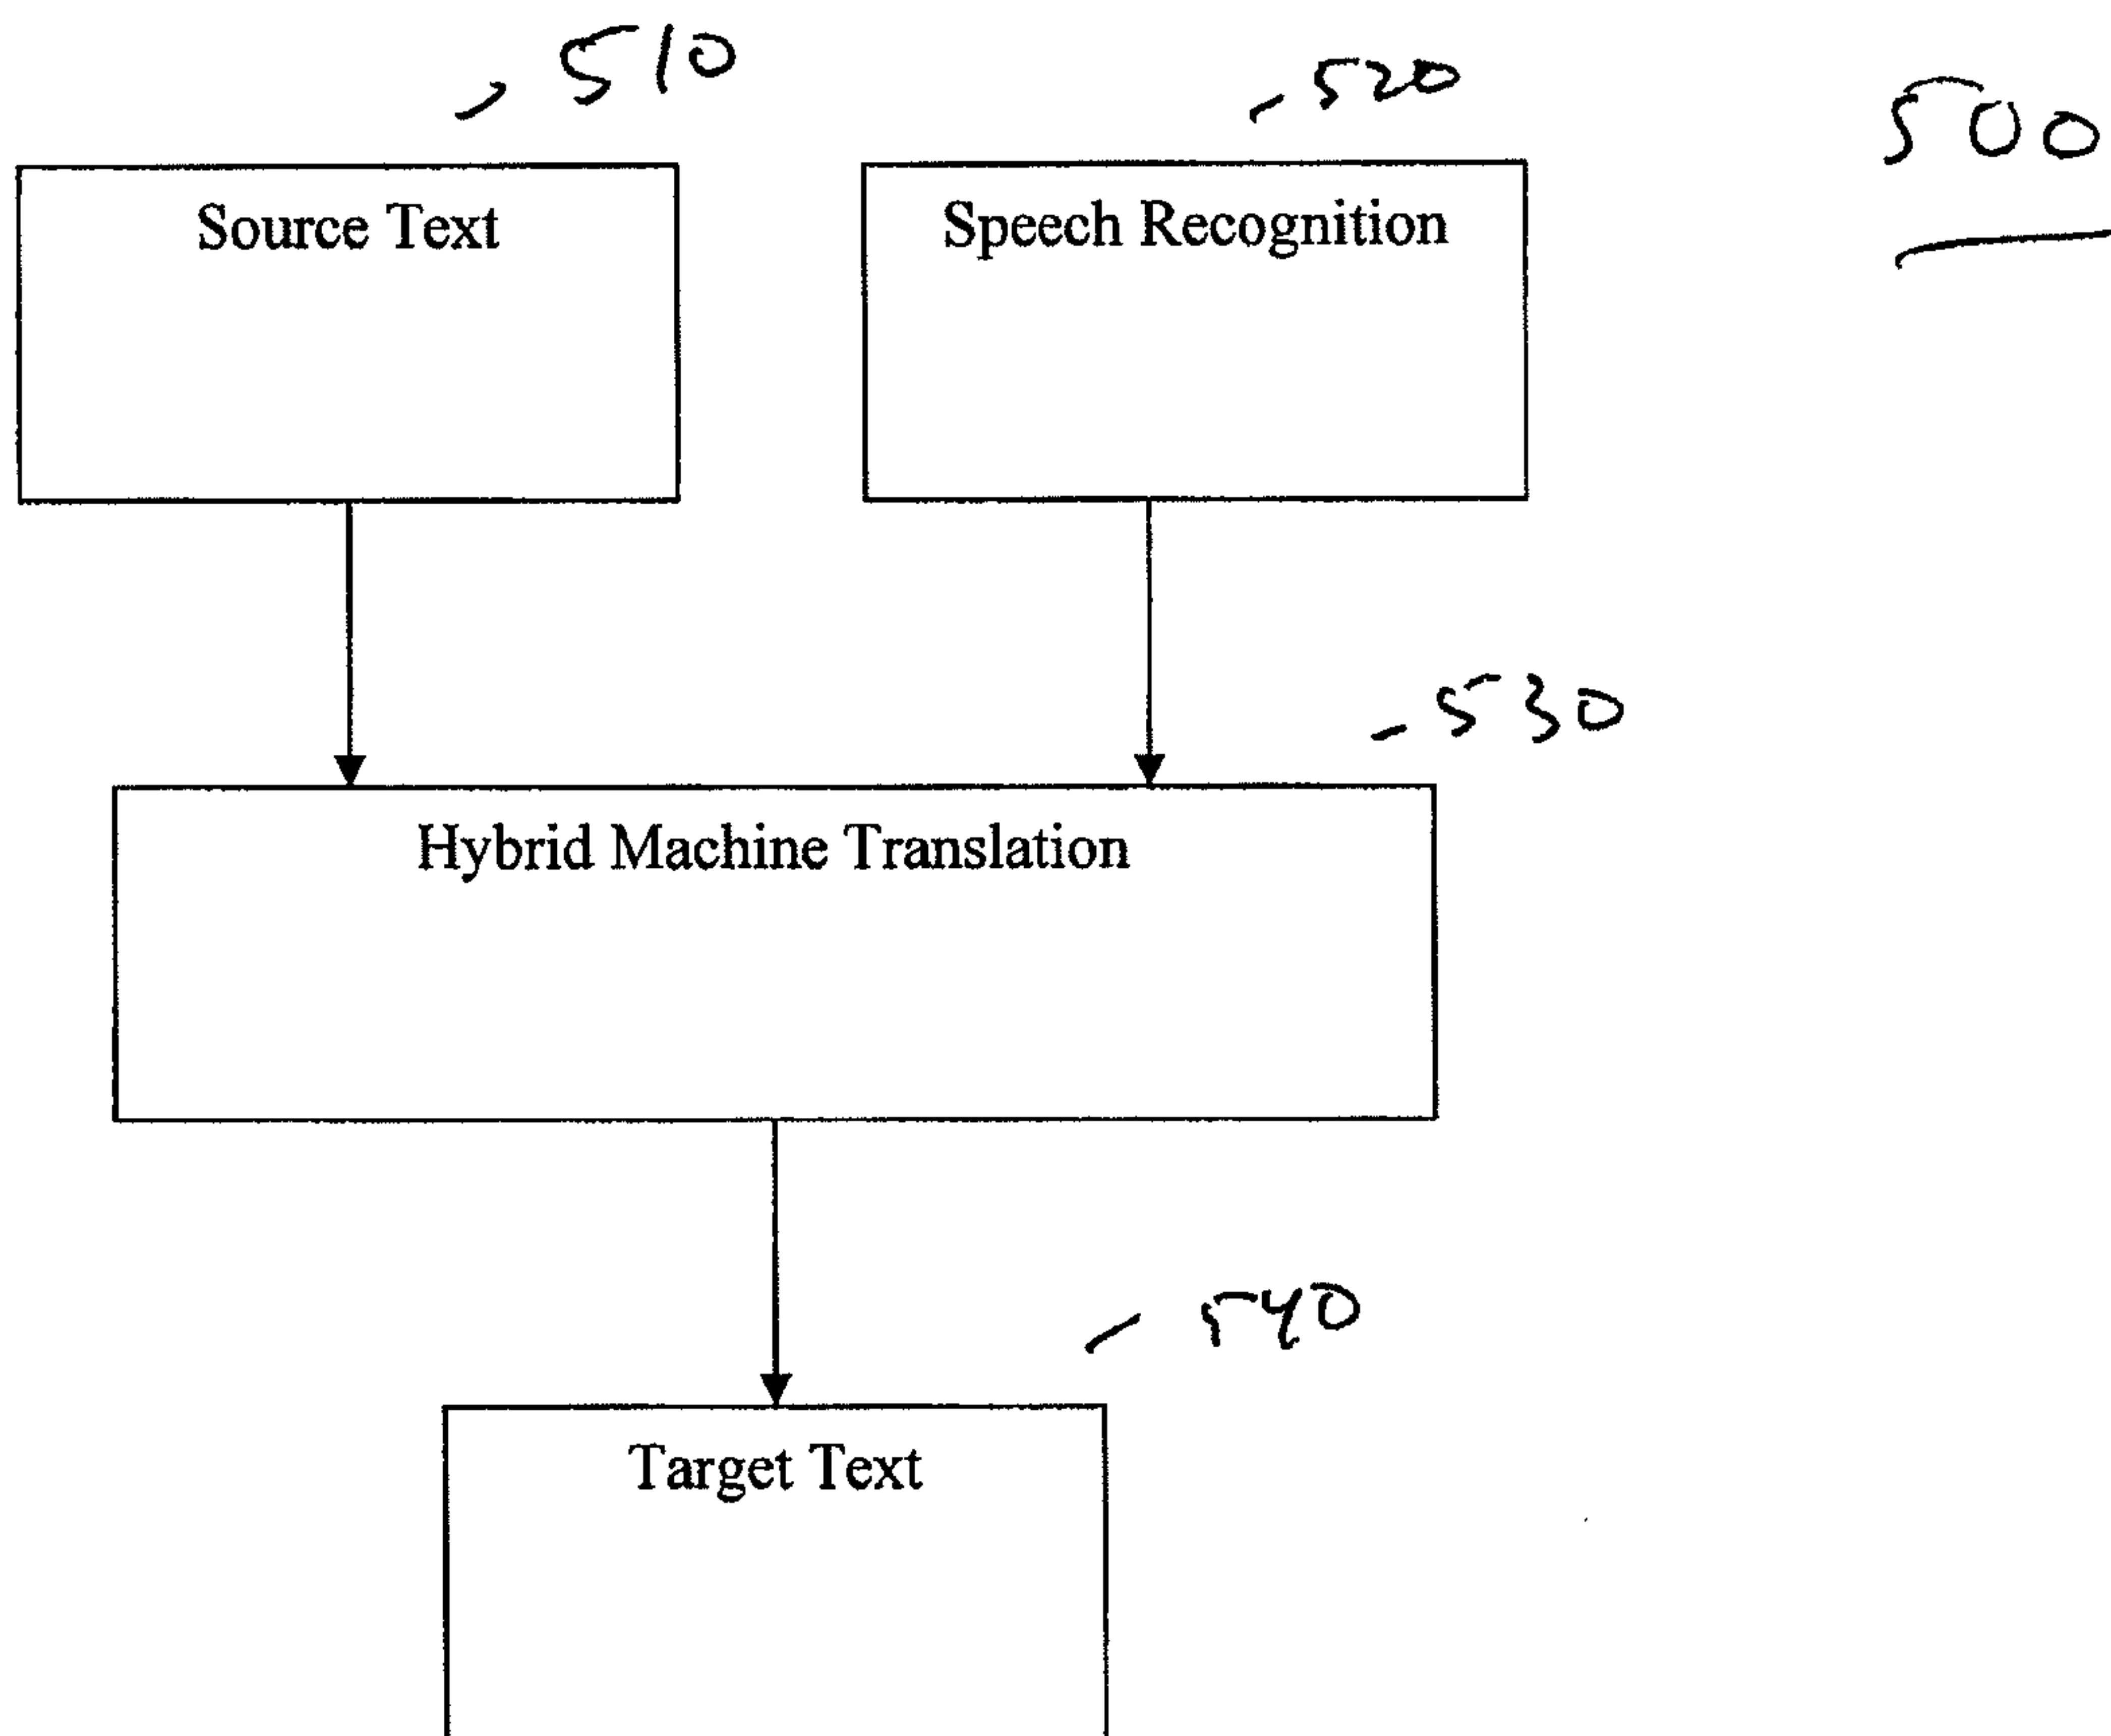 510
520
500
Source Text
Speech Recognition
530
Hybrid Machine Translation
540
Target Text